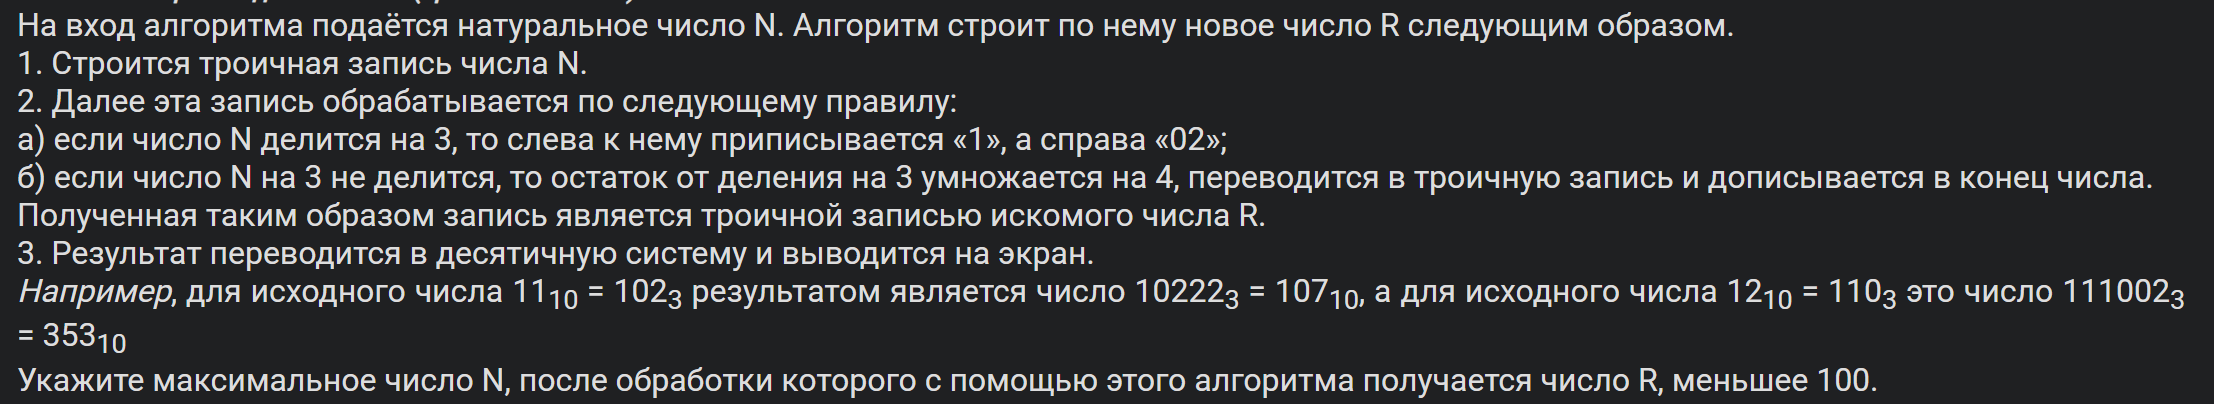 На вход алгоритма подаётся натуральное число N. Алгоритм строит по нему новое число R следующим образом.
1. Строится троичная запись числа N.
2. Далее эта запись обрабатывается по следующему правилу:
а) если число N делится на 3, то слева к нему приписывается «1», а справа «02»;
б) если число N на 3 не делится, то остаток от деления на 3 умножается на 4, переводится в троичную запись и дописывается в конец числа.
Полученная таким образом запись является троичной записью искомого числа R.
3. Результат переводится в десятичную систему и выводится на экран.
Например, для исходного числа 11₁₀ = 102₃ результатом является число 10222₃ = 107₁₀, а для исходного числа 12₁₀ = 110₃ это число 111002₃
= 353₁₀
Укажите максимальное число N, после обработки которого с помощью этого алгоритма получается число R, меньшее 100.